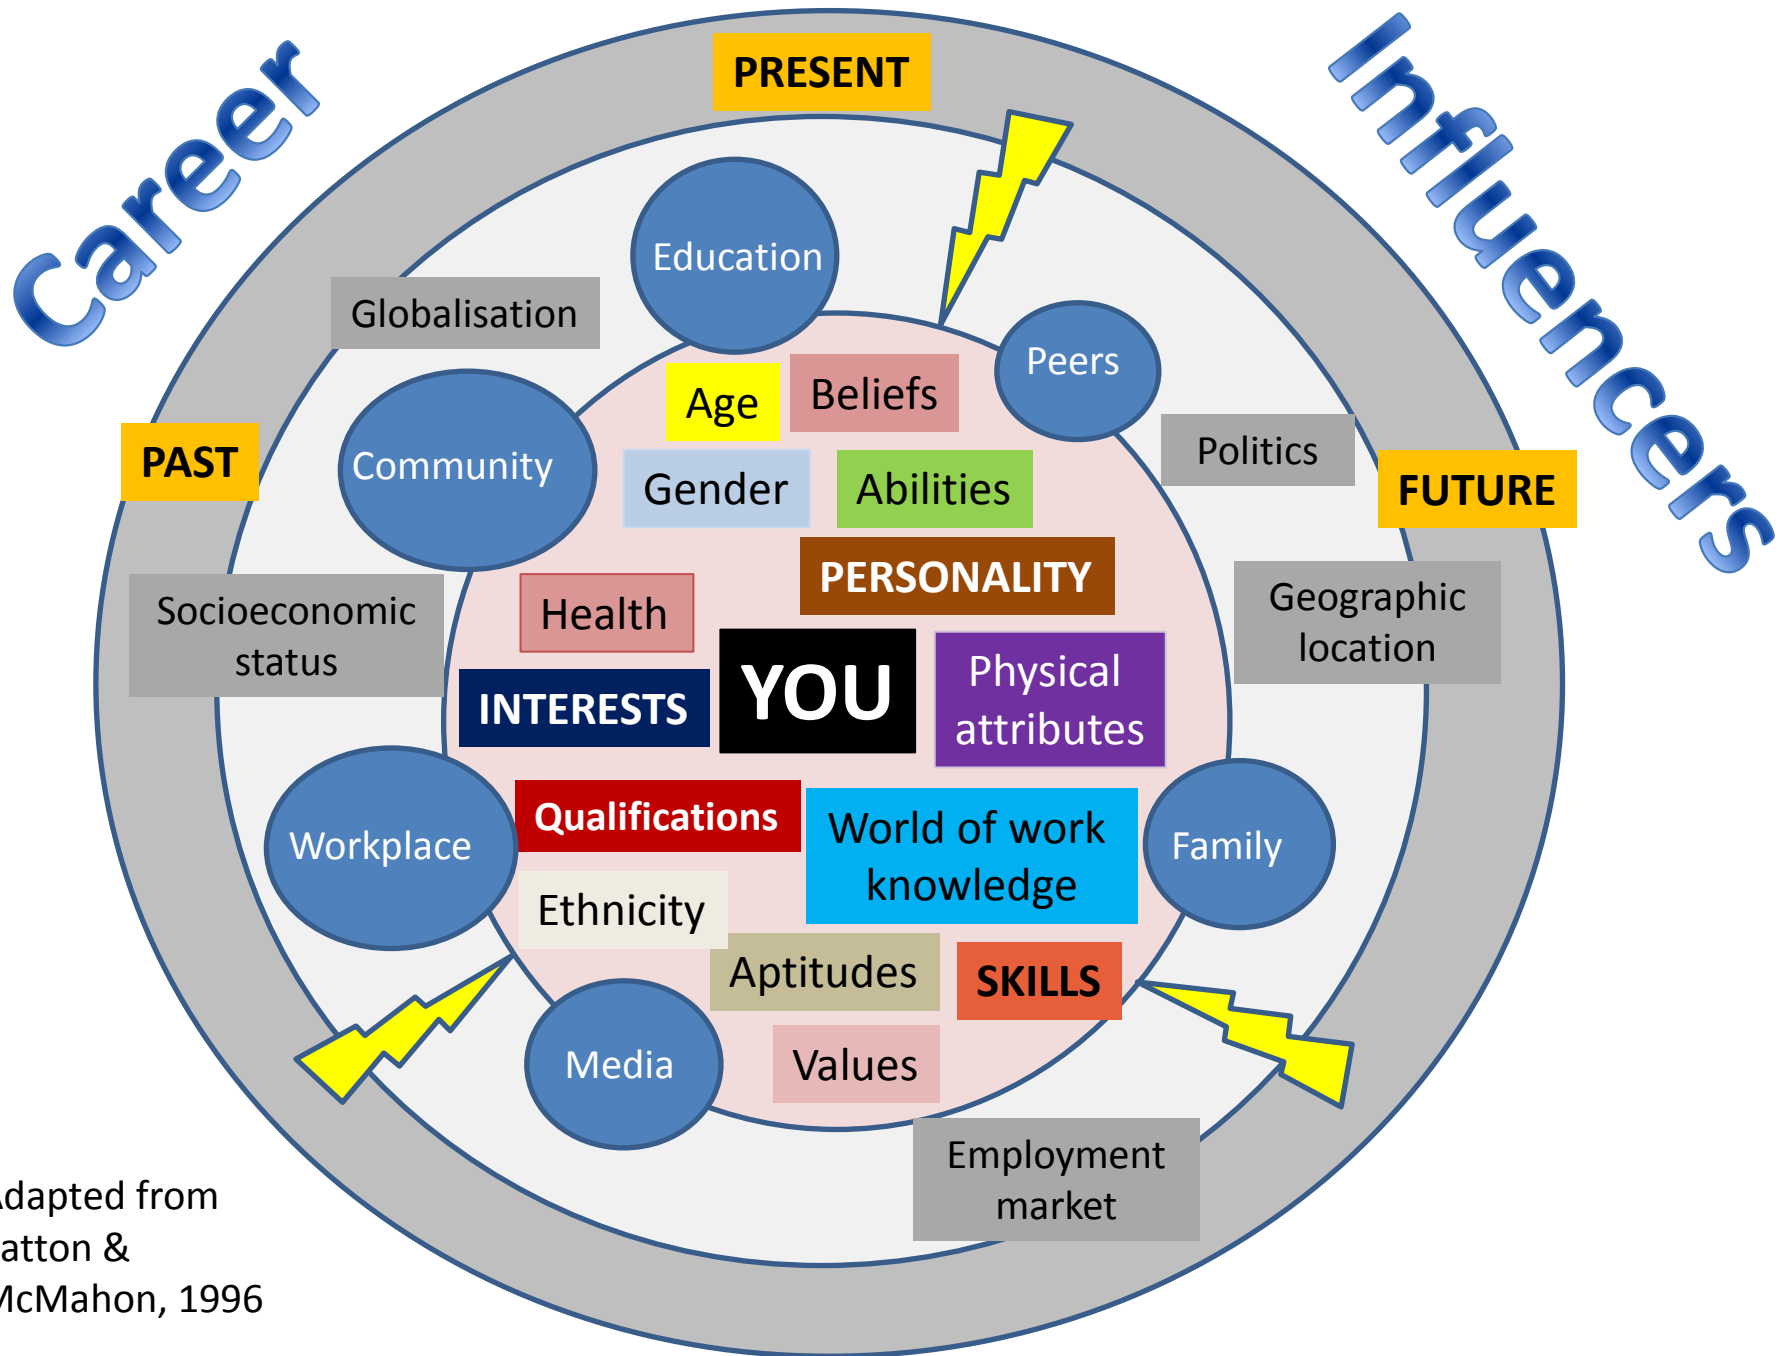 Career
Influencers
PRESENT
Education
Globalisation
Peers
Age
Beliefs
Community
Politics
PAST
Gender
Abilities
FUTURE
PERSONALITY
Health
Socioeconomic
status
Geographic
location
INTERESTS
YOU
Physical
attributes
Qualifications
World of work
knowledge
Workplace
Family
Ethnicity
Aptitudes
SKILLS
Media
Values
Employment
market
Adapted from
atton &
McMahon, 1996